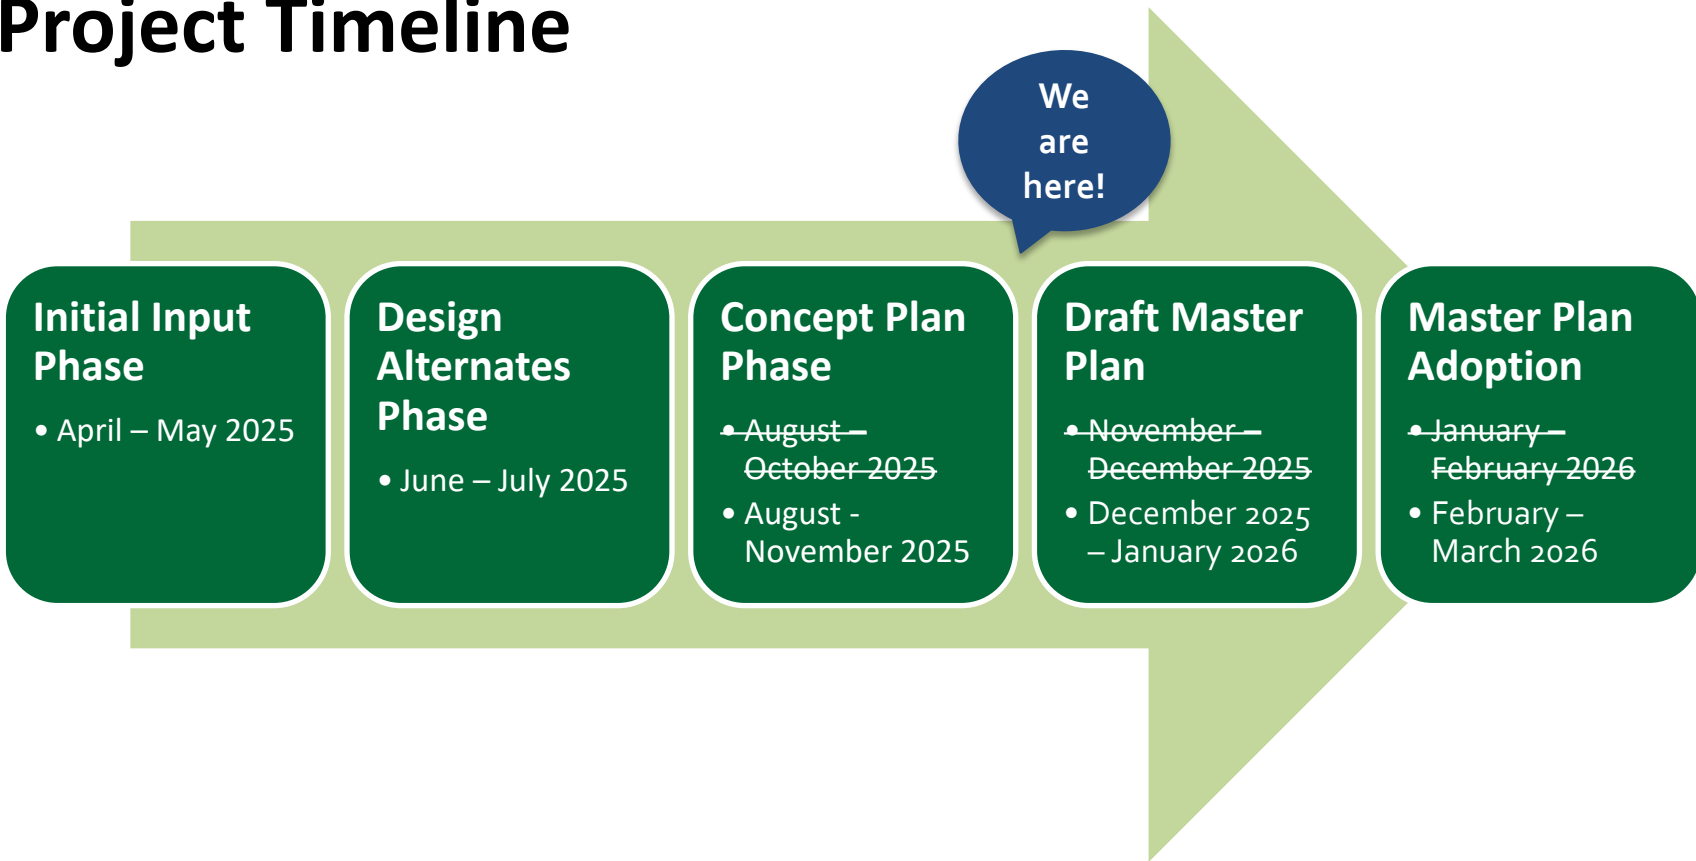 Project Timeline
We
are
here!
Initial Input
Phase
• April – May 2025
Design
Alternates
Phase
• June – July 2025
Concept Plan
Phase
• August –
October 2025
• August -
November 2025
Draft Master
Plan
• November –
December 2025
• December 2025
– January 2026
Master Plan
Adoption
• January –
February 2026
• February –
March 2026